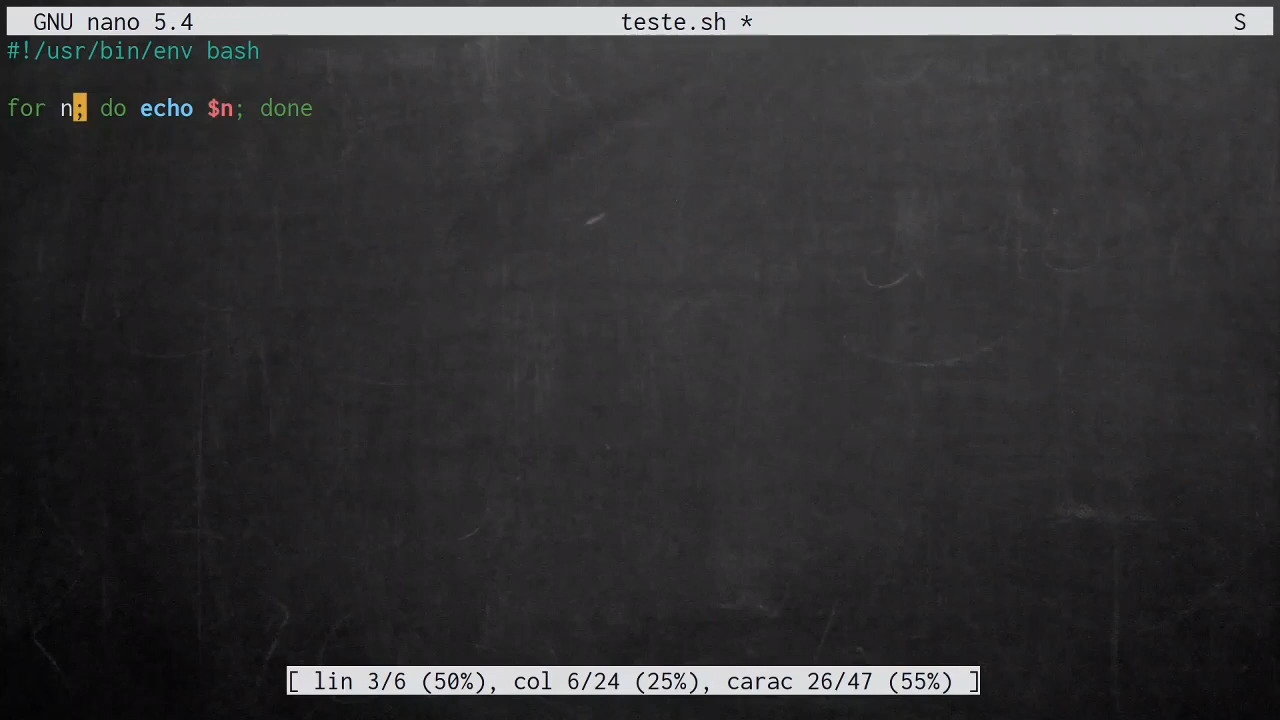 GNU nano 5.4 teste.sh * S
#!/usr/bin/env bash
for n; do echo $n; done
[ lin 3/6 (50%), col 6/24 (25%), carac 26/47 (55%) ]